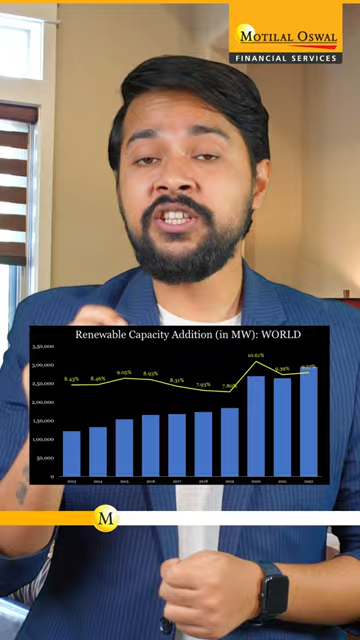 MOTILAL OSWAL
FINANCIAL SERVICES
Renewable Capacity Addition (in MW): WORLD
3,50,000
3,00,000
2,50,000
2,00,000
1,50,000
1,00,000
50,000
0
8.43% 8.46% 9.05% 8.93% 8.31% 7.93% 7.80% 10.61% 9.39%
2013 2014 2015 2016 2017 2018 2019 2020 2021 2022
M